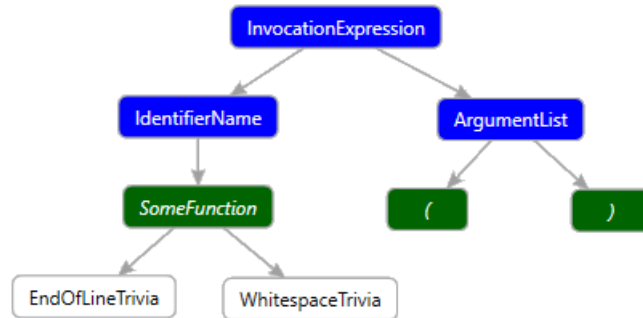 InvocationExpression
IdentifierName
ArgumentList
SomeFunction
(
)
EndOfLineTrivia
WhitespaceTrivia